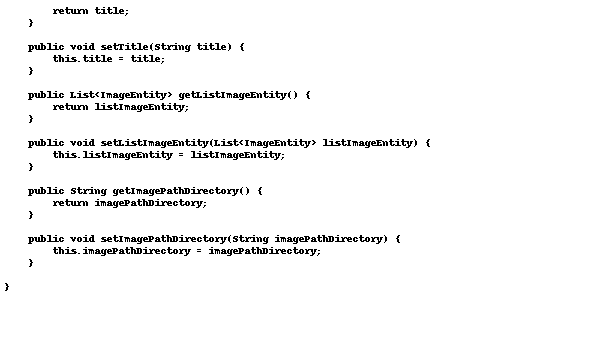 return title;
    }

    public void setTitle(String title) {
        this.title = title;
    }

    public List<ImageEntity> getListImageEntity() {
        return listImageEntity;
    }

    public void setListImageEntity(List<ImageEntity> listImageEntity) {
        this.listImageEntity = listImageEntity;
    }

    public String getImagePathDirectory() {
        return imagePathDirectory;
    }

    public void setImagePathDirectory(String imagePathDirectory) {
        this.imagePathDirectory = imagePathDirectory;
    }

}